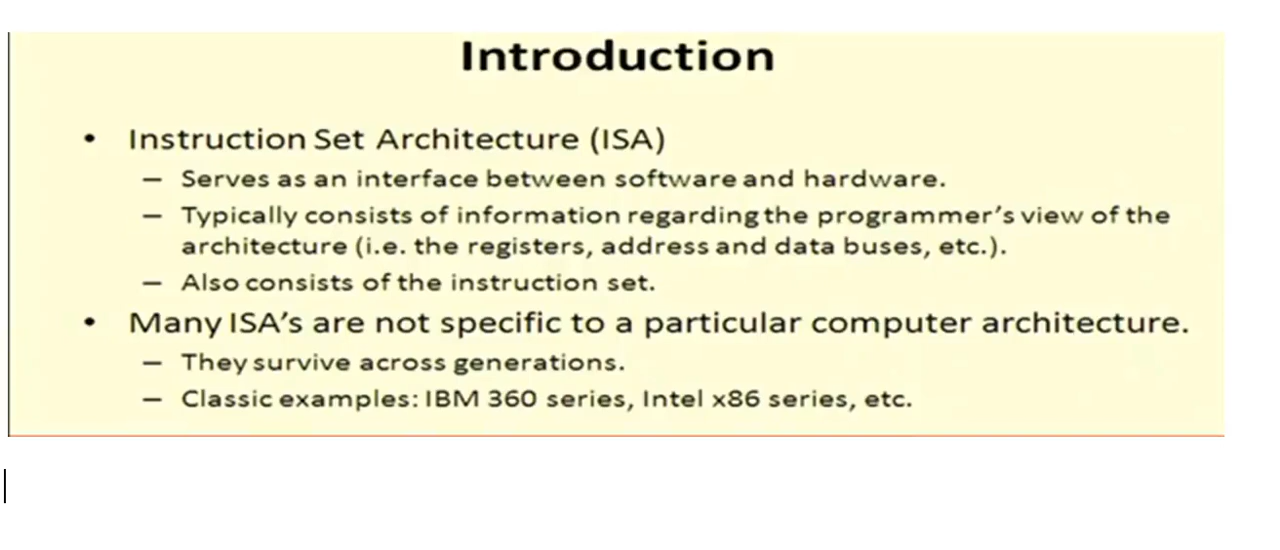 Introduction
• Instruction Set Architecture (ISA)
– Serves as an interface between software and hardware.
– Typically consists of information regarding the programmer's view of the
architecture (i.e. the registers, address and data buses, etc.).
– Also consists of the instruction set.
• Many ISA's are not specific to a particular computer architecture.
– They survive across generations.
– Classic examples: IBM 360 series, Intel x86 series, etc.